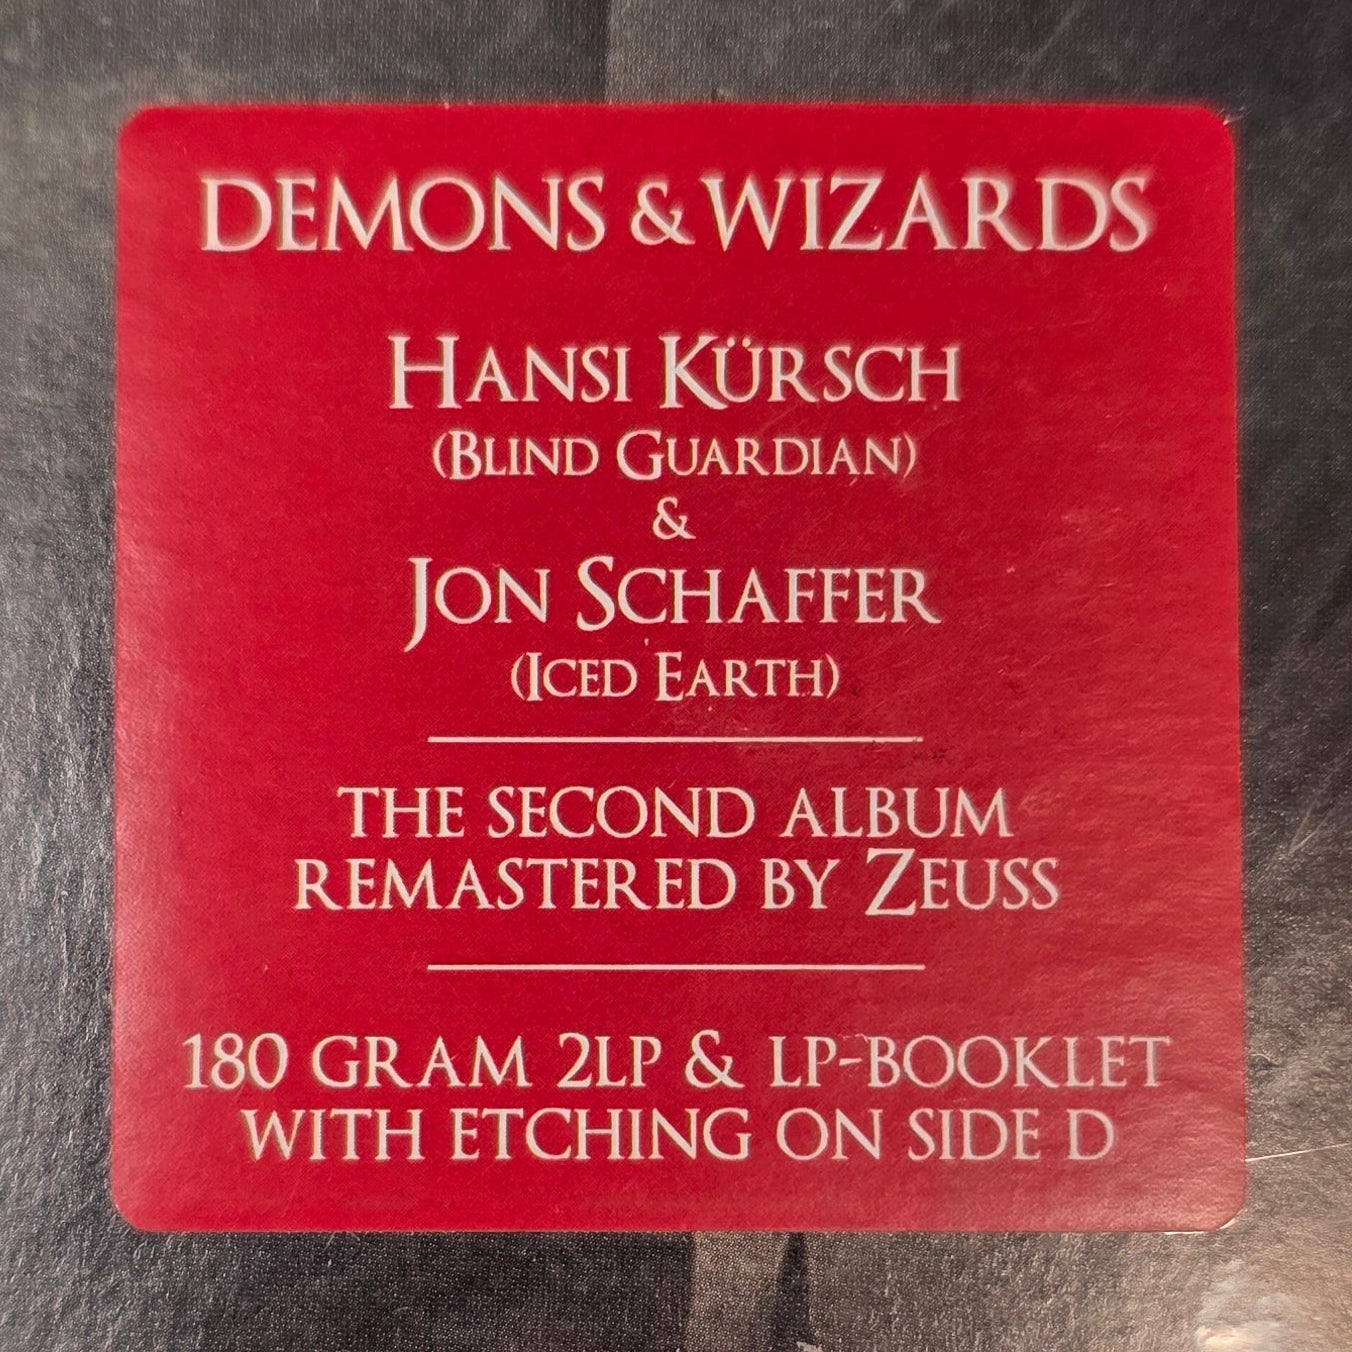 DEMONS & WIZARDS
HANSI KÜRSCH
(BLIND GUARDIAN)
&
JON SCHAFFER
(ICED EARTH)
THE SECOND ALBUM
REMASTERED BY ZEUSS
180 GRAM 2LP & LP-BOOKLET
WITH ETCHING ON SIDE D